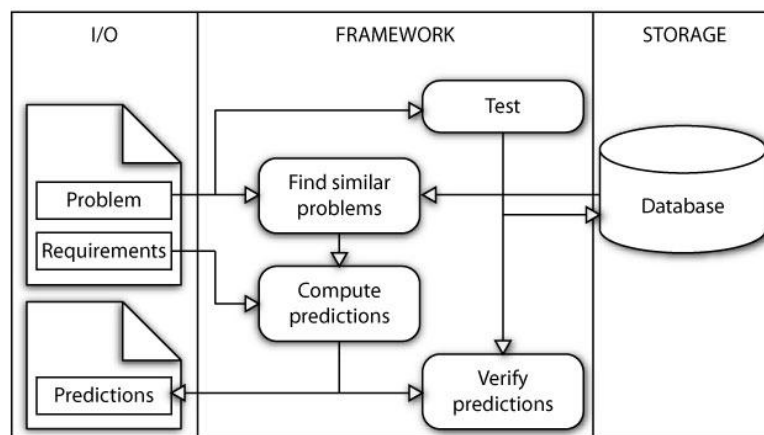 I/O
FRAMEWORK
STORAGE
Test
Problem
Find similar
problems
Database
Requirements
Compute
predictions
Predictions
Verify
predictions